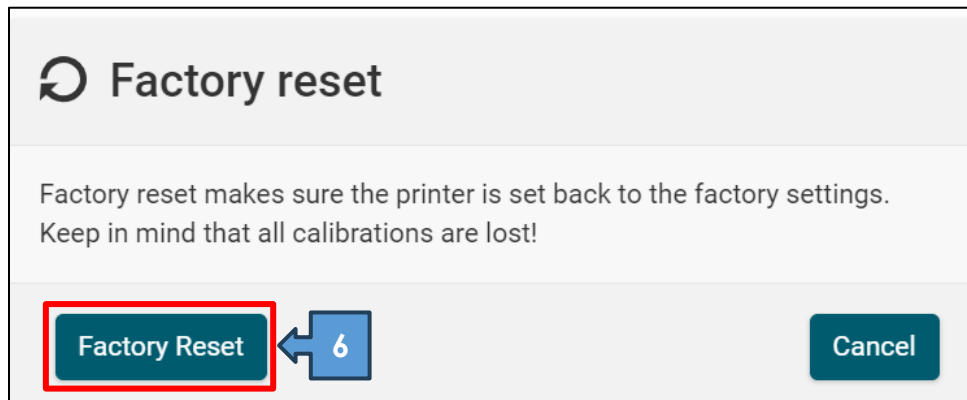 Factory reset
Factory reset makes sure the printer is set back to the factory settings.
Keep in mind that all calibrations are lost!
Factory Reset
6
Cancel